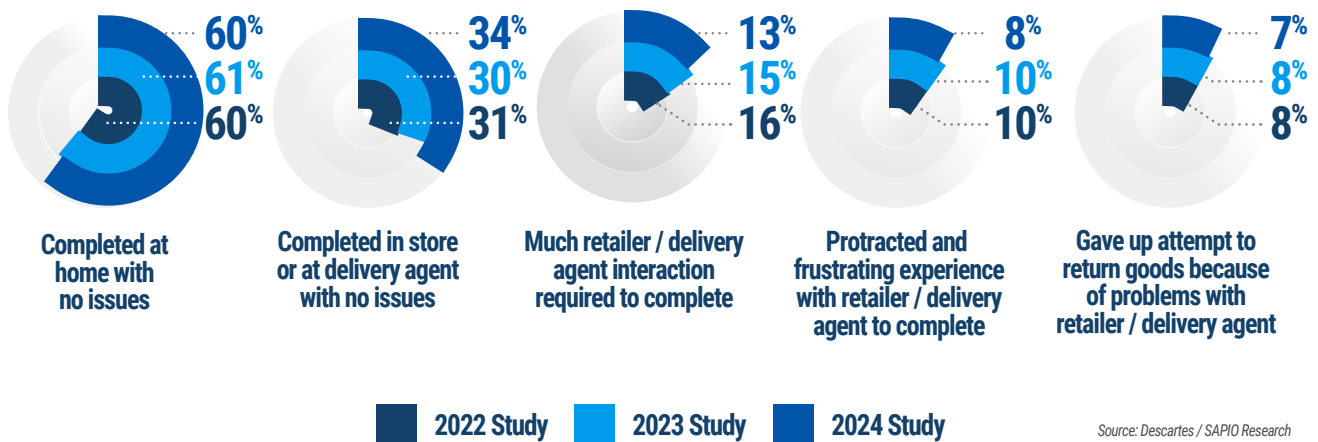 60%
61%
60%
Completed at
home with
no issues
34%
30%
31%
Completed in store
or at delivery agent
with no issues
13%
15%
16%
Much retailer / delivery
agent interaction
required to complete
8%
10%
10%
Protracted and
frustrating experience
with retailer / delivery
agent to complete
7%
8%
8%
Gave up attempt to
return goods because
of problems with
retailer / delivery agent
2022 Study
2023 Study
2024 Study
Source: Descartes / SAPIO Research